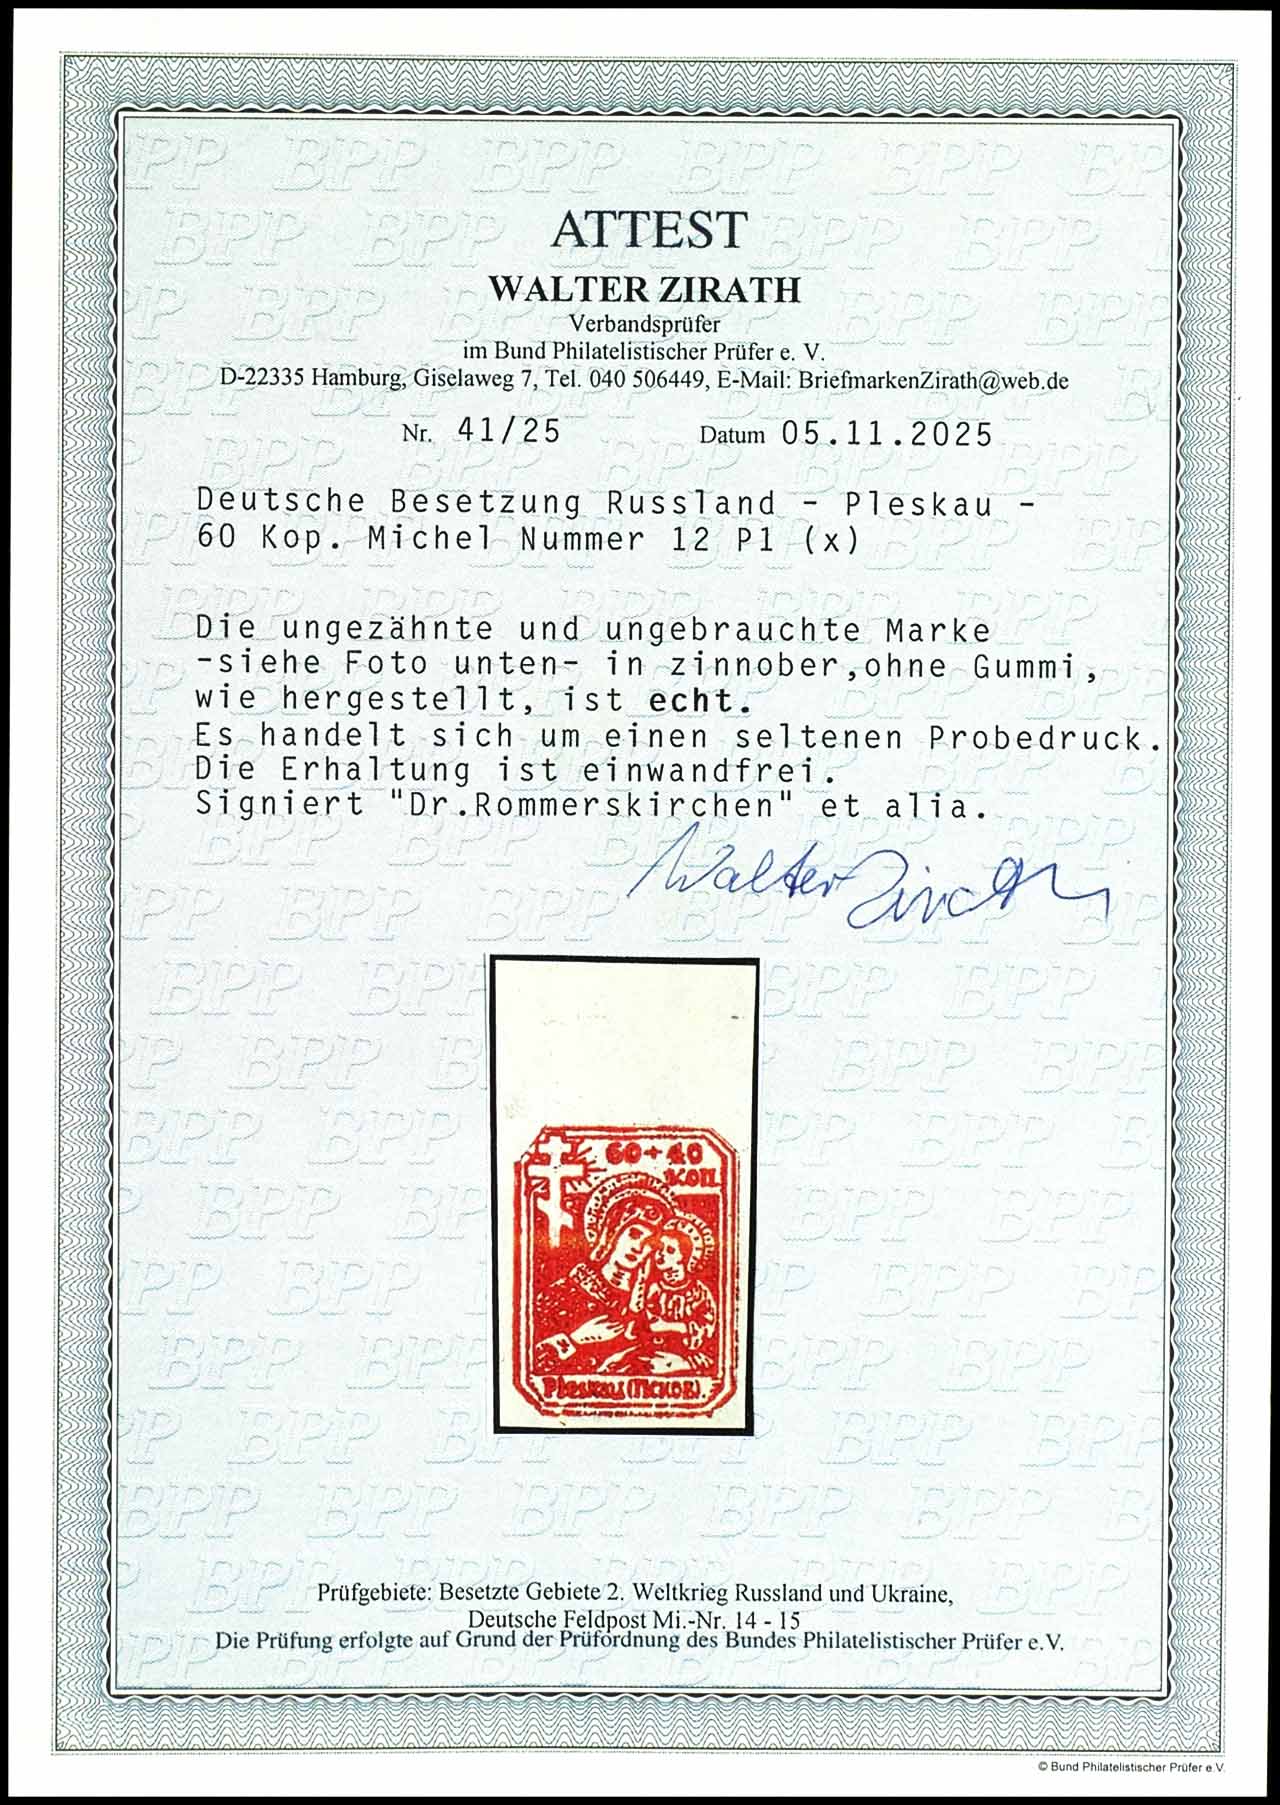 ATTEST
WALTER ZIRATH
Verbandsprüfer
im Bund Philatelistischer Prüfer e. V.
D-22335 Hamburg, Giselaweg 7, Tel. 040 506449, E-Mail: BriefmarkenZirath@web.de
Nr. 41/25 Datum 05.11.2025
Deutsche Besetzung Russland - Pleskau -
60 Kop. Michel Nummer 12 P1 (x)
Die ungezähnte und ungebrauchte Marke
-siehe Foto unten- in zinnober,ohne Gummi,
wie hergestellt, ist echt.
Es handelt sich um einen seltenen Probedruck.
Die Erhaltung ist einwandfrei.
Signiert "Dr.Rommerskirchen" et alia.
Walter Zirath
60+40
КОП.
Pleskau (Псков).
Prüfgebiete: Besetzte Gebiete 2. Weltkrieg Russland und Ukraine,
Deutsche Feldpost Mi.-Nr. 14 - 15
Die Prüfung erfolgte auf Grund der Prüfordnung des Bundes Philatelistischer Prüfer e.V.
© Bund Philatelistischer Prüfer e.V.